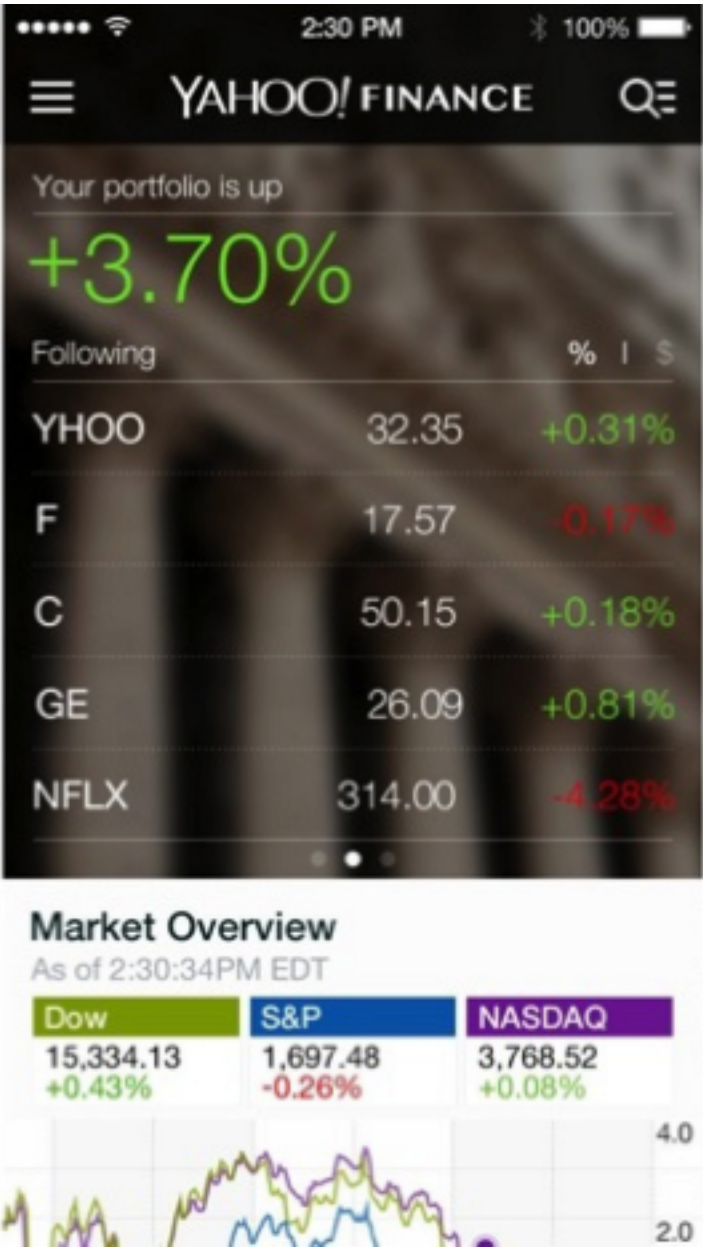 2:30 PM 100%
YAHOO! FINANCE
Your portfolio is up
+3.70%
Following % | $
YHOO 32.35 +0.31%
F 17.57 -0.17%
C 50.15 +0.18%
GE 26.09 +0.81%
NFLX 314.00 -4.28%
Market Overview
As of 2:30:34PM EDT
Dow S&P NASDAQ
15,334.13 1,697.48 3,768.52
+0.43% -0.26% +0.08%
4.0
2.0